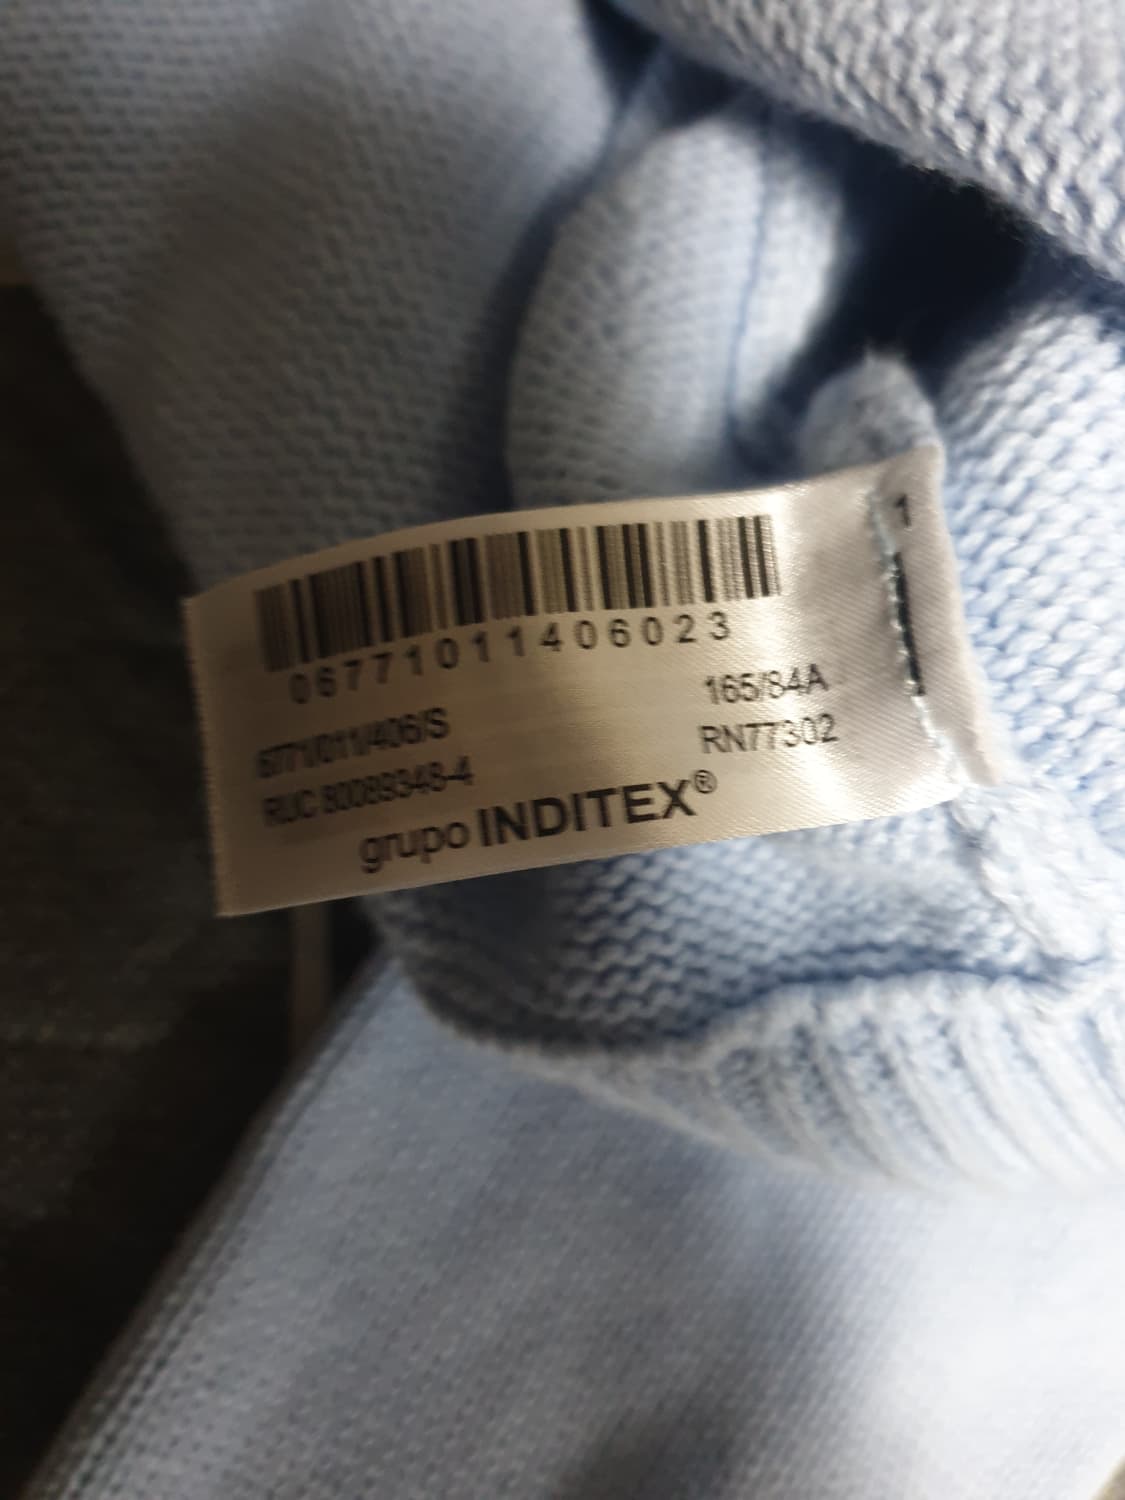 1
06771011406023
165/84A
6771/011/406/S
RN77302
RUC 80089348-4
grupo INDITEX®